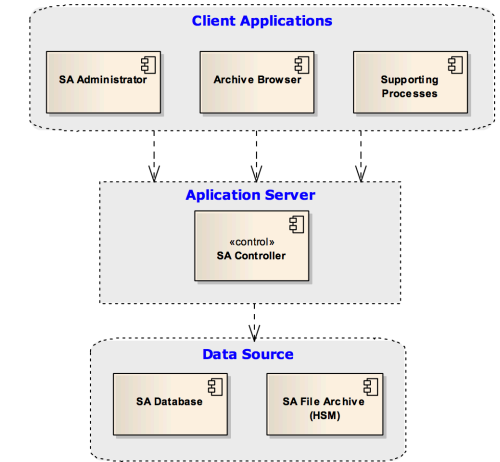 Client Applications
SA Administrator
Archive Browser
Supporting
Processes
Aplication Server
«control»
SA Controller
Data Source
SA Database
SA File Archive
(HSM)